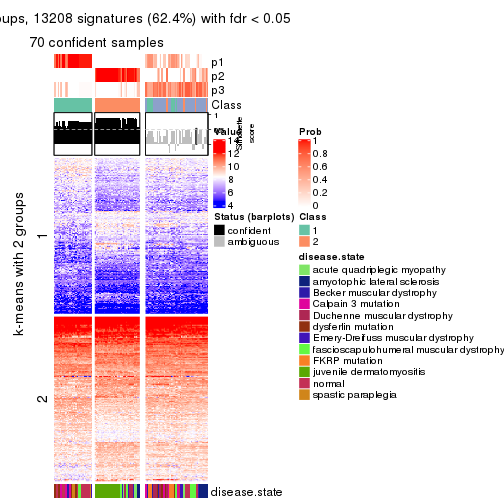 oups, 13208 signatures (62.4%) with fdr < 0.05
70 confident samples
p1
p2
p3
Class
1
Silhouette
score
Value
14
12
10
8
6
4
Prob
1
0.8
0.6
0.4
0.2
0
Status (barplots)
confident
ambiguous
Class
1
2
disease.state
acute quadriplegic myopathy
amyotrophic lateral sclerosis
Becker muscular dystrophy
Calpain 3 mutation
Duchenne muscular dystrophy
dysferlin mutation
Emery-Dreifuss muscular dystrophy
fascioscapulohumeral muscular dystrophy
FKRP mutation
juvenile dermatomyositis
normal
spastic paraplegia
k-means with 2 groups
1
2
disease.state